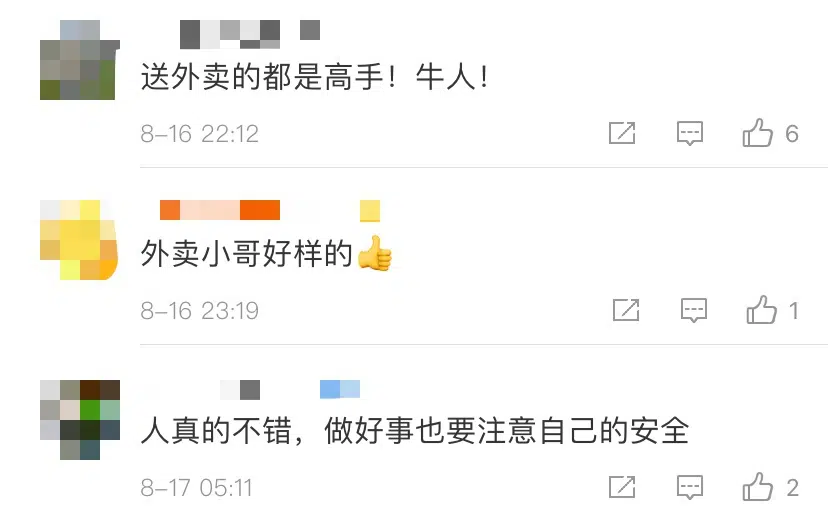 送外卖的都是高手！牛人！
8-16 22:12
6
外卖小哥好样的👍
8-16 23:19
1
人真的不错，做好事也要注意自己的安全
8-17 05:11
2